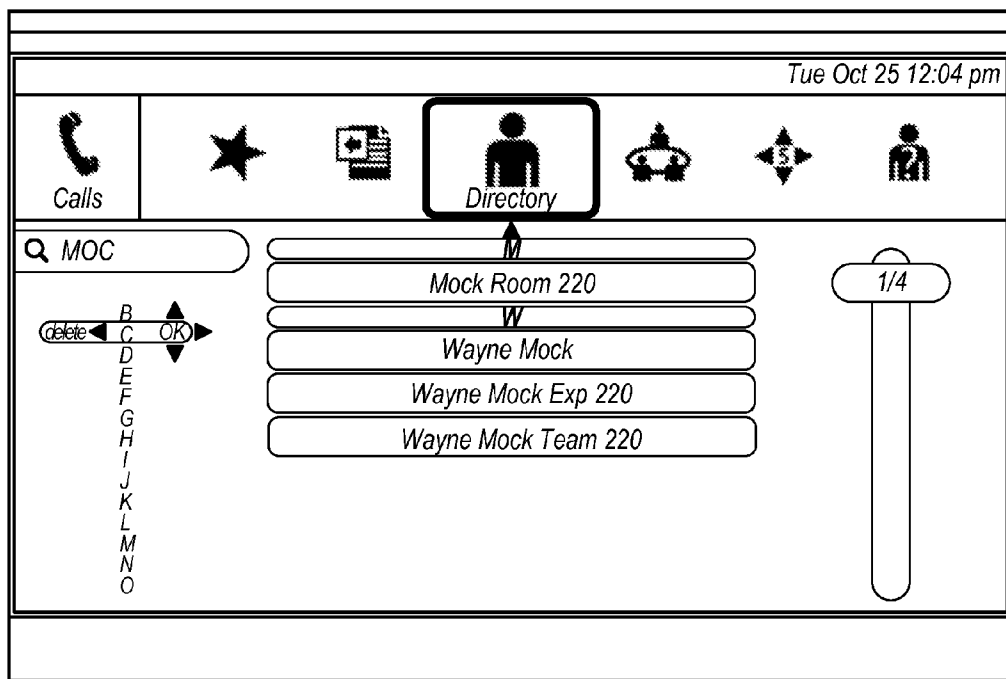 Tue Oct 25 12:04 pm
Calls
Directory
S
?
MOC
M
Mock Room 220
1/4
W
Wayne Mock
Wayne Mock Exp 220
Wayne Mock Team 220
B
delete C OK
D
E
F
G
H
I
J
K
L
M
N
O